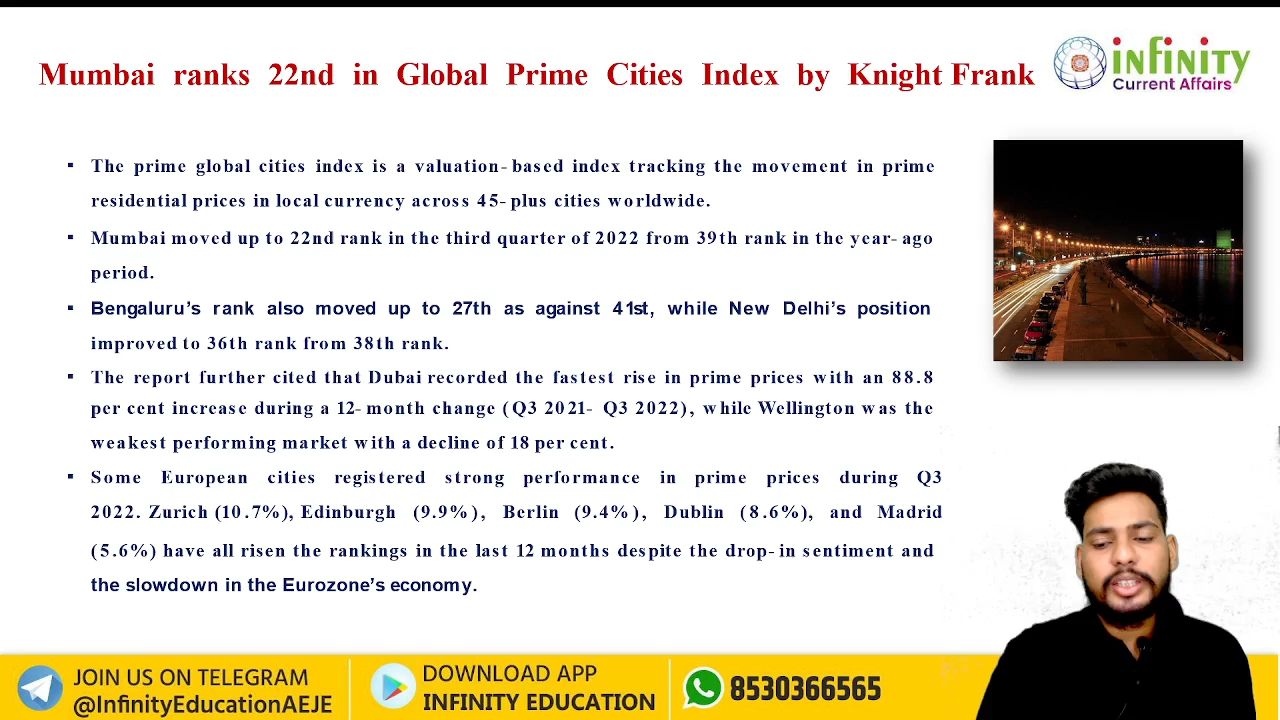 Mumbai ranks 22nd in Global Prime Cities Index by Knight Frank
infinity
Current Affairs
▪ The prime global cities index is a valuation-based index tracking the movement in prime
residential prices in local currency across 45-plus cities worldwide.
▪ Mumbai moved up to 22nd rank in the third quarter of 2022 from 39th rank in the year-ago
period.
▪ Bengaluru’s rank also moved up to 27th as against 41st, while New Delhi’s position
improved to 36th rank from 38th rank.
▪ The report further cited that Dubai recorded the fastest rise in prime prices with an 88.8
per cent increase during a 12-month change (Q3 2021- Q3 2022), while Wellington was the
weakest performing market with a decline of 18 per cent.
▪ Some European cities registered strong performance in prime prices during Q3
2022. Zurich (10.7%), Edinburgh (9.9%), Berlin (9.4%), Dublin (8.6%), and Madrid
(5.6%) have all risen the rankings in the last 12 months despite the drop-in sentiment and
the slowdown in the Eurozone’s economy.
JOIN US ON TELEGRAM
@InfinityEducationAEJE
DOWNLOAD APP
INFINITY EDUCATION
8530366565